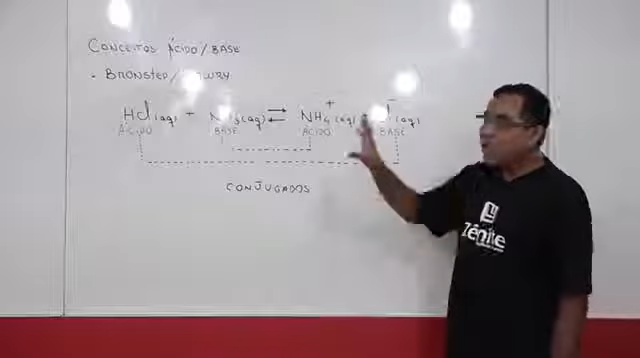 CONCEITOS ÁCIDO/BASE
• BRONSTED/
HCl(aq) + (aq) ⇌ NH₄⁺(aq) (aq)
ÁCIDO BASE ÁCIDO BASE
CONJUGADOS
Zênite